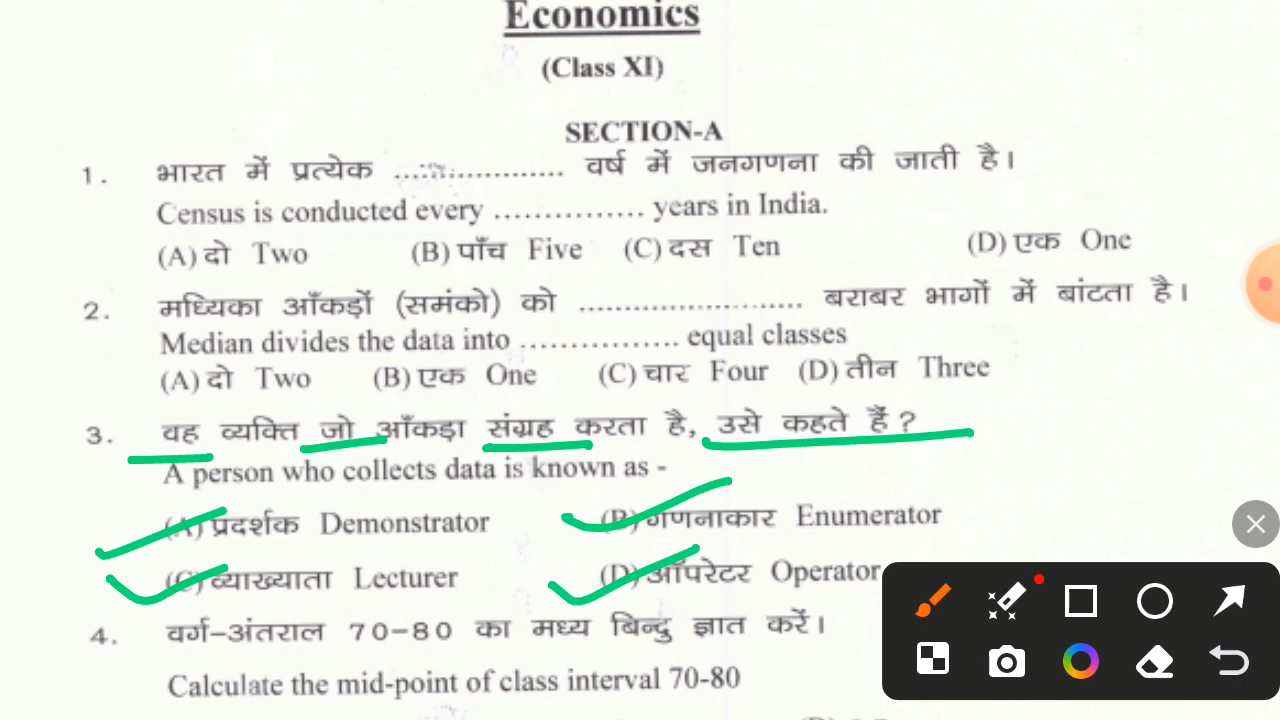 Economics
(Class XI)
SECTION-A
1. भारत में प्रत्येक .................... वर्ष में जनगणना की जाती है।
Census is conducted every ............... years in India.
(A) दो Two (B) पाँच Five (C) दस Ten (D) एक One
2. मध्यिका आँकड़ों (समंको) को ......................... बराबर भागों में बांटता है।
Median divides the data into ................ equal classes
(A) दो Two (B) एक One (C) चार Four (D) तीन Three
3. वह व्यक्ति जो आँकड़ा संग्रह करता है, उसे कहते हैं ?
A person who collects data is known as -
(A) प्रदर्शक Demonstrator (B) गणनाकार Enumerator
(C) व्याख्याता Lecturer (D) ऑपरेटर Operator
4. वर्ग-अंतराल 70-80 का मध्य बिन्दु ज्ञात करें।
Calculate the mid-point of class interval 70-80